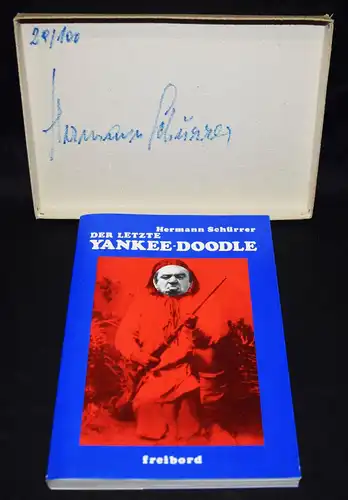 29/100
Hermann Schürrer
Hermann Schürrer
DER LETZTE
YANKEE-DOODLE
freibord